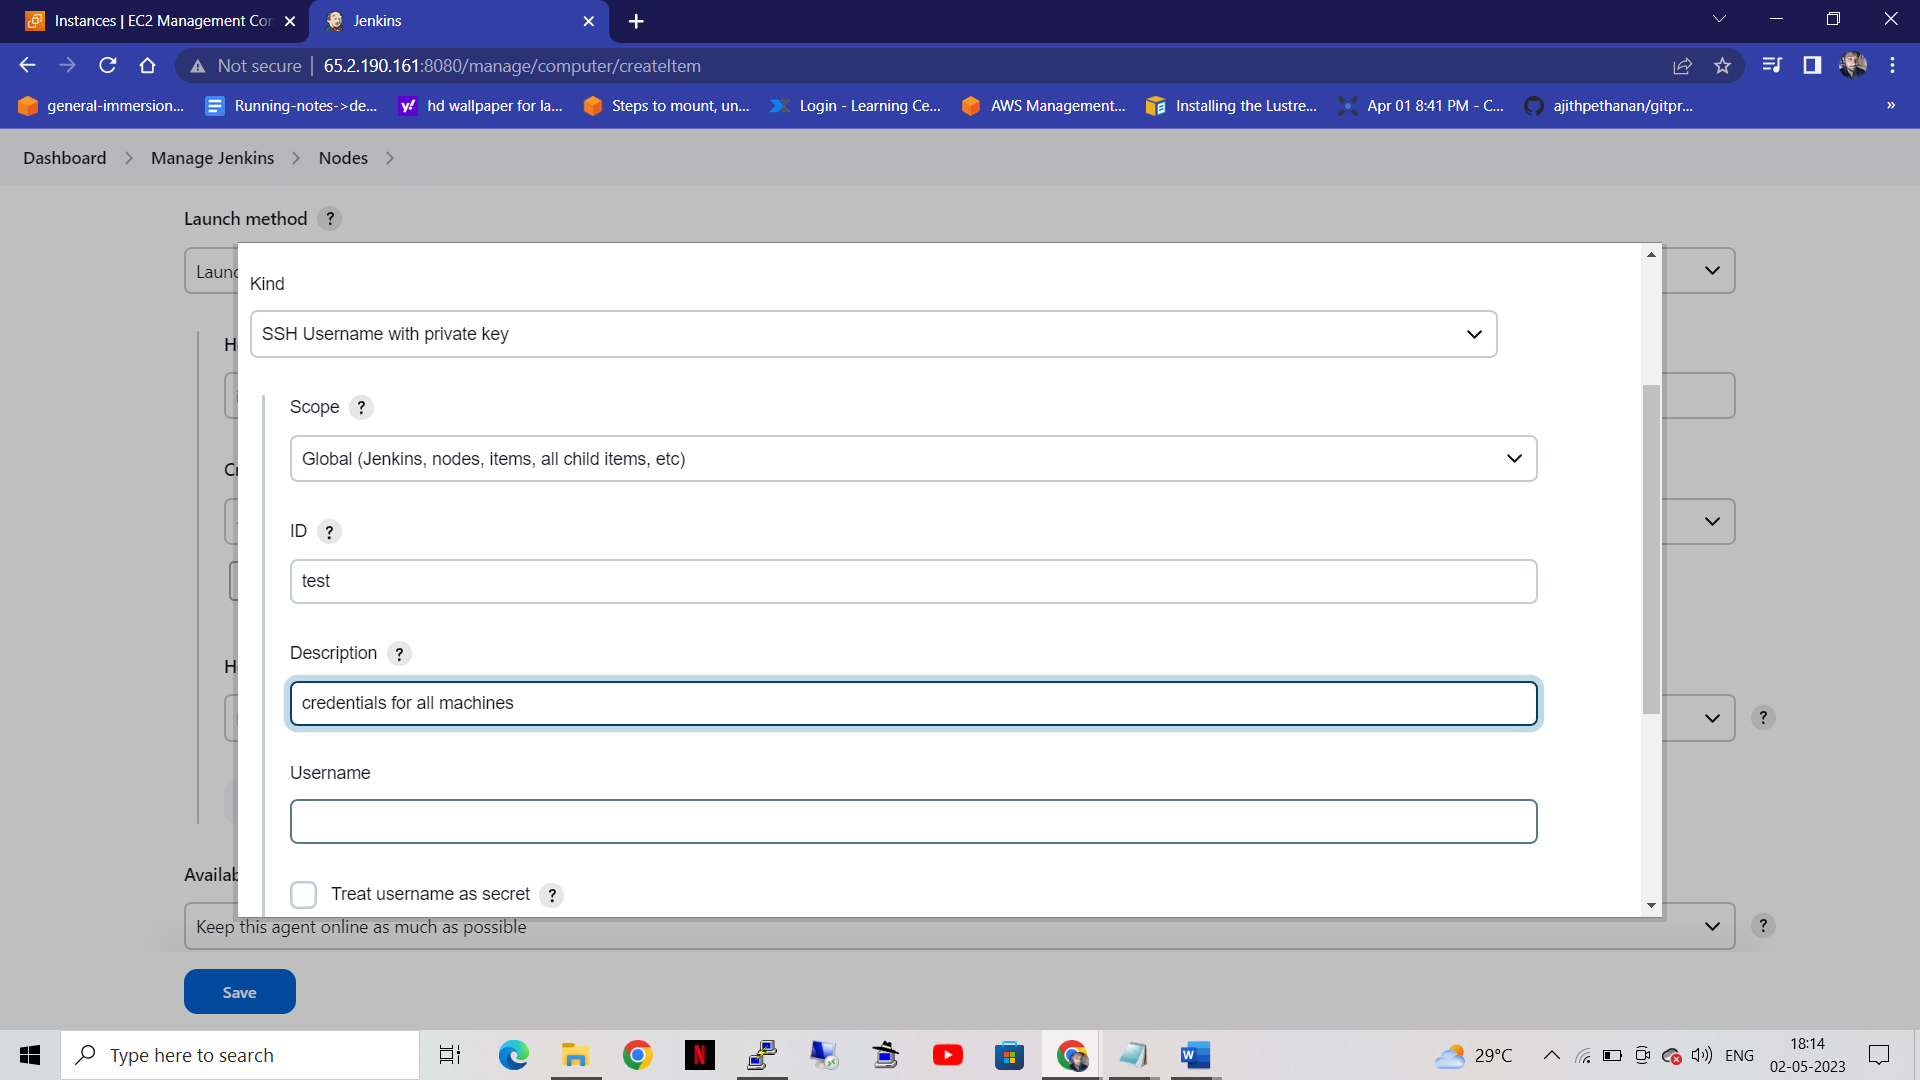 Instances | EC2 Management Con
Jenkins
Not secure
65.2.190.161:8080/manage/computer/createItem
general-immersion...
Running-notes->de...
hd wallpaper for la...
Steps to mount, un...
Login - Learning Ce...
AWS Management...
Installing the Lustre...
Apr 01 8:41 PM - C...
ajithpethanan/gitpr...
»
Dashboard
Manage Jenkins
Nodes
Launch method ?
Launc
Kind
SSH Username with private key
Scope ?
Global (Jenkins, nodes, items, all child items, etc)
ID ?
test
Description ?
credentials for all machines
?
Username
Treat username as secret ?
Availab
Keep this agent online as much as possible
?
Save
Type here to search
29°C
ENG
18:14
02-05-2023